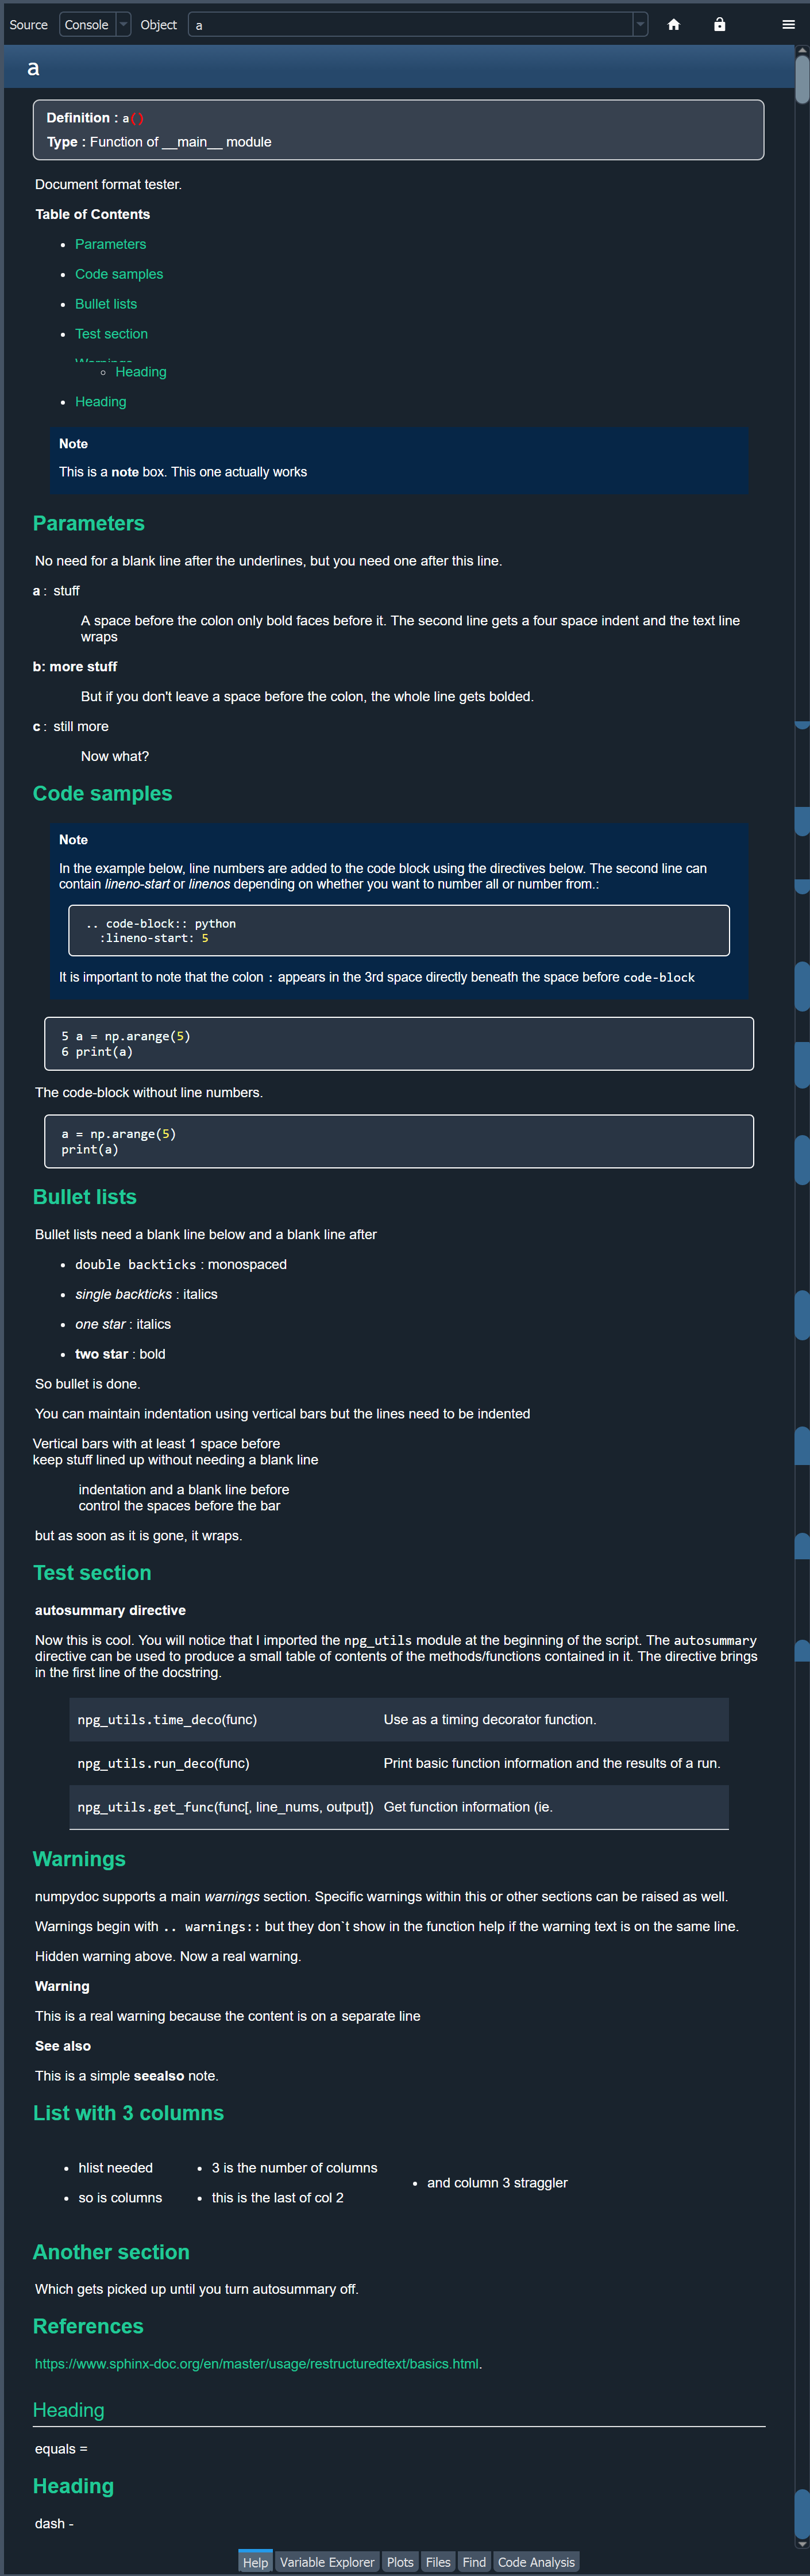 Source Console Object a
a
Definition : a()
Type : Function of __main__ module
Document format tester.
Table of Contents
Parameters
Code samples
Bullet lists
Test section
Warnings
Heading
Heading
Note
This is a note box. This one actually works
Parameters
No need for a blank line after the underlines, but you need one after this line.
a : stuff
A space before the colon only bold faces before it. The second line gets a four space indent and the text line
wraps
b: more stuff
But if you don't leave a space before the colon, the whole line gets bolded.
c : still more
Now what?
Code samples
Note
In the example below, line numbers are added to the code block using the directives below. The second line can
contain lineno-start or linenos depending on whether you want to number all or number from.:
.. code-block:: python
:lineno-start: 5
It is important to note that the colon : appears in the 3rd space directly beneath the space before code-block
5 a = np.arange(5)
6 print(a)
The code-block without line numbers.
a = np.arange(5)
print(a)
Bullet lists
Bullet lists need a blank line below and a blank line after
double backticks : monospaced
single backticks : italics
one star : italics
two star : bold
So bullet is done.
You can maintain indentation using vertical bars but the lines need to be indented
Vertical bars with at least 1 space before
keep stuff lined up without needing a blank line
indentation and a blank line before
control the spaces before the bar
but as soon as it is gone, it wraps.
Test section
autosummary directive
Now this is cool. You will notice that I imported the npg_utils module at the beginning of the script. The autosummary
directive can be used to produce a small table of contents of the methods/functions contained in it. The directive brings
in the first line of the docstring.
npg_utils.time_deco(func) Use as a timing decorator function.
npg_utils.run_deco(func) Print basic function information and the results of a run.
npg_utils.get_func(func[, line_nums, output]) Get function information (ie.
Warnings
numpydoc supports a main warnings section. Specific warnings within this or other sections can be raised as well.
Warnings begin with .. warnings:: but they don`t show in the function help if the warning text is on the same line.
Hidden warning above. Now a real warning.
Warning
This is a real warning because the content is on a separate line
See also
This is a simple seealso note.
List with 3 columns
hlist needed 3 is the number of columns
and column 3 straggler
so is columns this is the last of col 2
Another section
Which gets picked up until you turn autosummary off.
References
https://www.sphinx-doc.org/en/master/usage/restructuredtext/basics.html.
Heading
equals =
Heading
dash -
Help Variable Explorer Plots Files Find Code Analysis